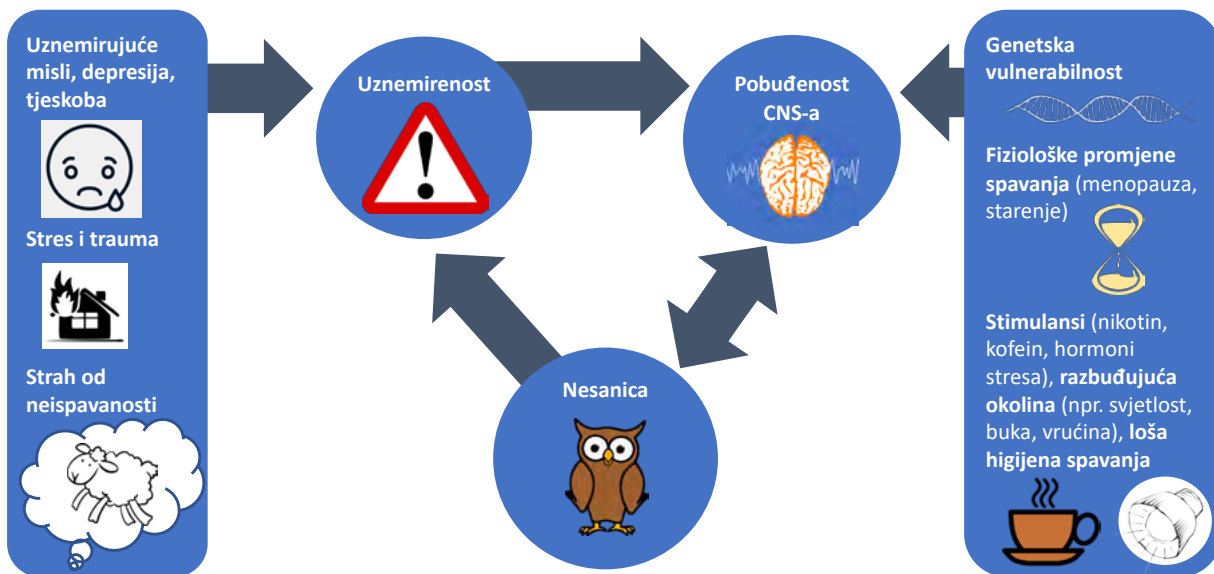 Uznemirujuće
misli, depresija,
tjeskoba
Stres i trauma
Strah od
neispavanosti
Uznemirenost
Pobuđenost
CNS-a
Nesanica
Genetska
vulnerabilnost
Fiziološke promjene
spavanja (menopauza,
starenje)
Stimulansi (nikotin,
kofein, hormoni
stresa), razbuđujuća
okolina (npr. svjetlost,
buka, vrućina), loša
higijena spavanja